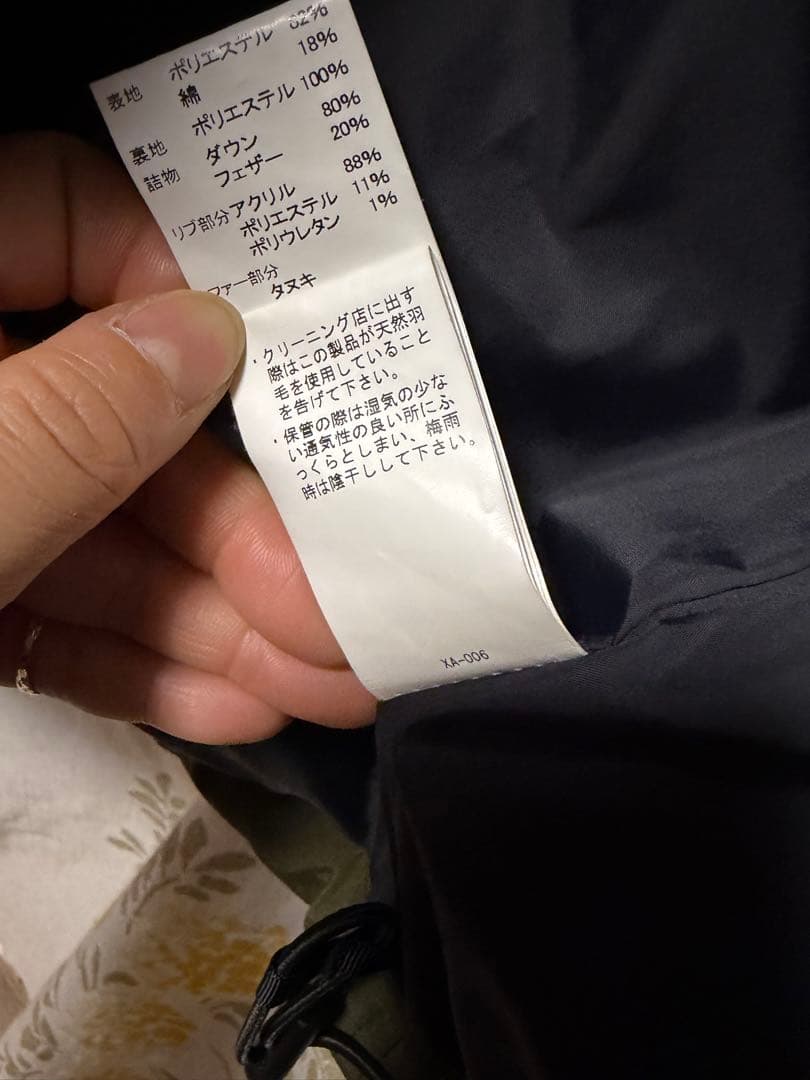 表地 ポリエステル 82%
綿 18%
裏地 ポリエステル 100%
詰物 ダウン 80%
フェザー 20%
リブ部分 アクリル 88%
ポリエステル 11%
ポリウレタン 1%
ファー部分
タヌキ
・クリーニング店に出す
際はこの製品が天然羽
毛を使用していること
を告げて下さい。
・保管の際は湿気の少な
い通気性の良い所にふ
っくらとしまい、梅雨
時は陰干しして下さい。
XA-006